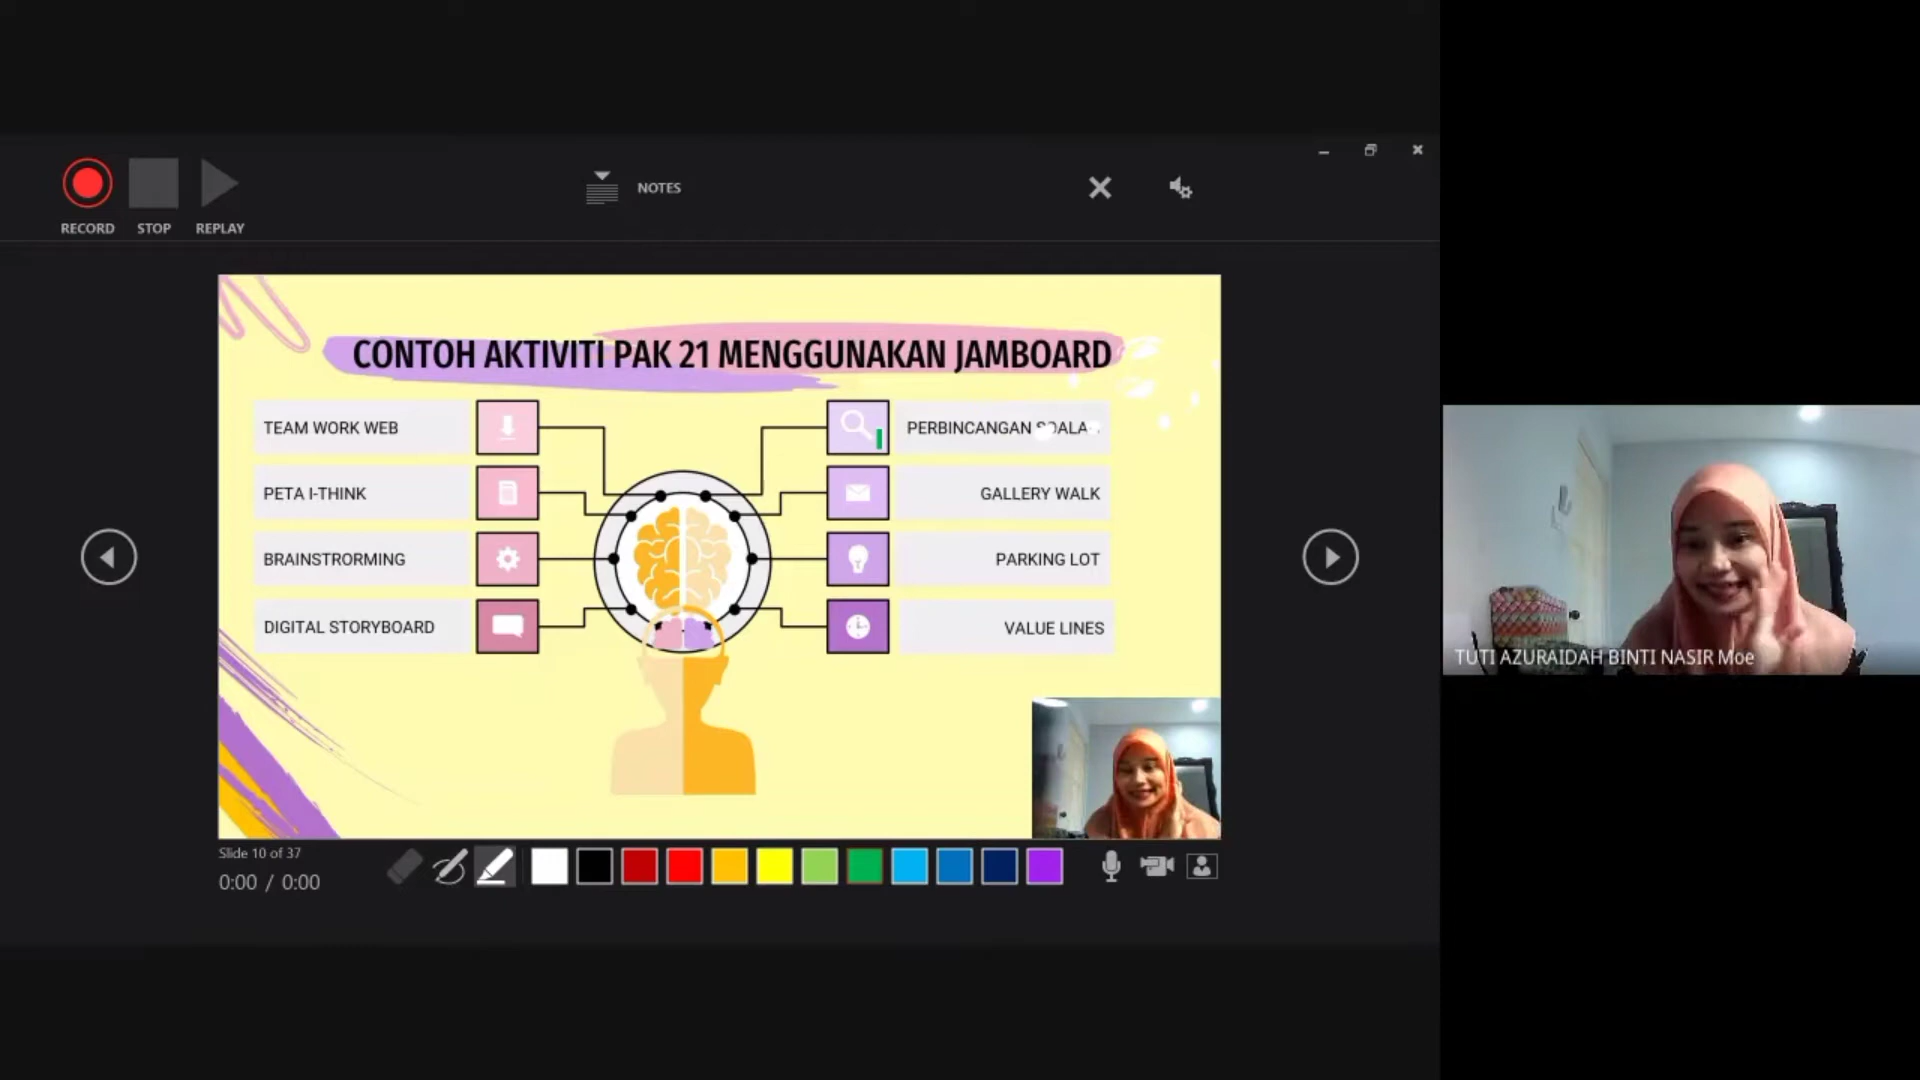 NOTES
RECORD STOP REPLAY
CONTOH AKTIVITI PAK 21 MENGGUNAKAN JAMBOARD
TEAM WORK WEB
PETA I-THINK
BRAINSTRORMING
DIGITAL STORYBOARD
PERBINCANGAN
GALLERY WALK
PARKING LOT
VALUE LINES
TUTI AZURAIDAH BINTI NASIR Moe
Slide 10 of 37
0:00 / 0:00